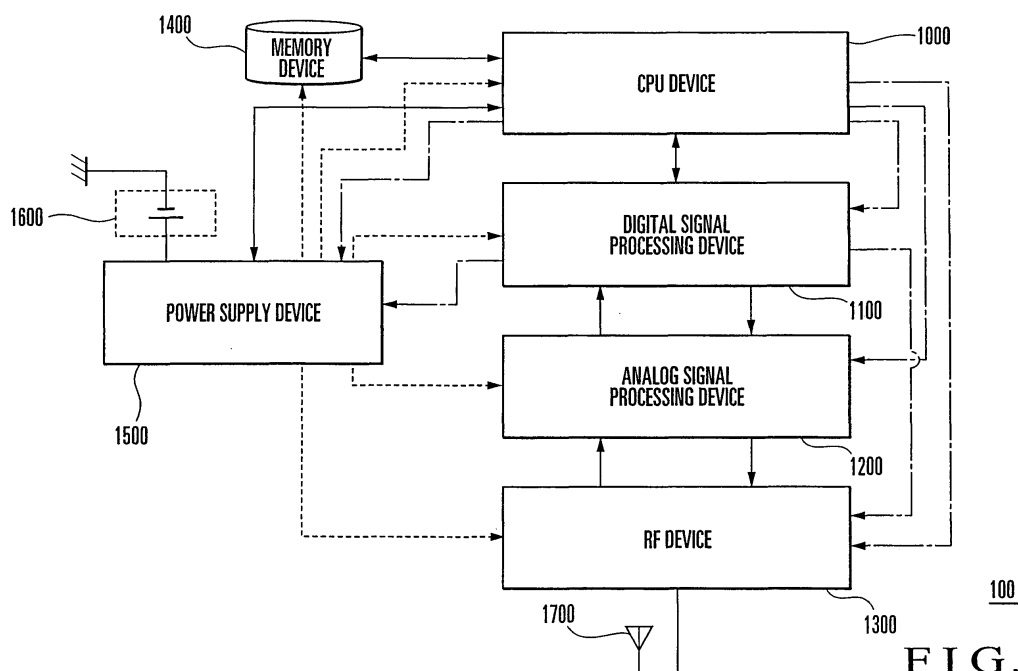 1400
MEMORY
DEVICE
1000
CPU DEVICE
1600
DIGITAL SIGNAL
PROCESSING DEVICE
POWER SUPPLY DEVICE
1100
ANALOG SIGNAL
PROCESSING DEVICE
1500
1200
RF DEVICE
100
1700
1300
FIG.